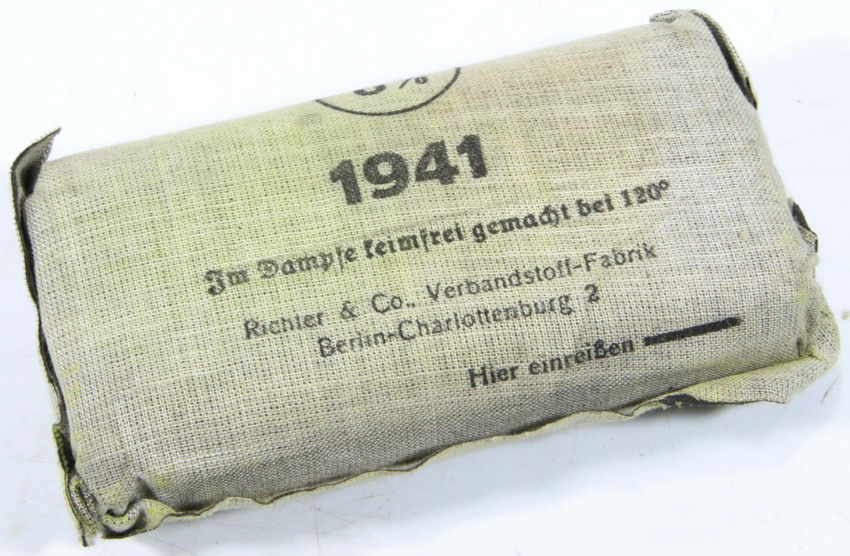 %
1941
Im Dampfe keimfrei gemacht bei 120°
Richter & Co., Verbandstoff-Fabrik
Berlin-Charlottenburg 2
Hier einreißen